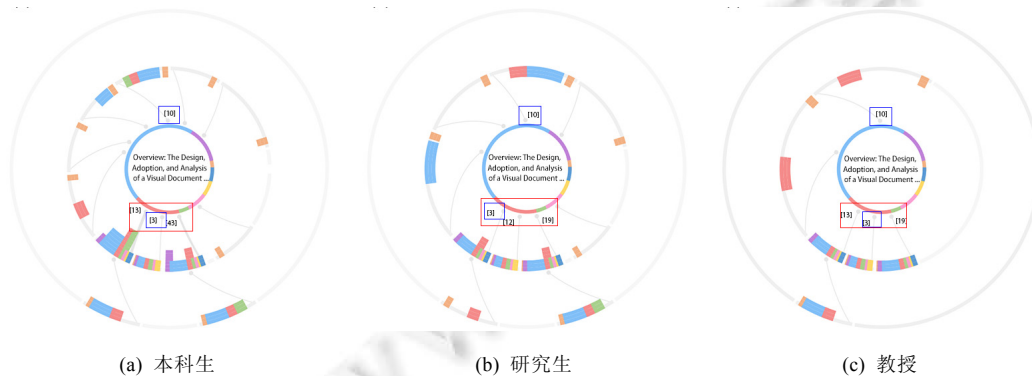 [10]
Overview: The Design,
Adoption, and Analysis
of a Visual Document ...
[13]
[3]
43]
(a) 本科生
[10]
Overview: The Design,
Adoption, and Analysis
of a Visual Document ...
[3]
[12]
[19]
(b) 研究生
[10]
Overview: The Design,
Adoption, and Analysis
of a Visual Document ...
[13]
[3]
[19
(c) 教授